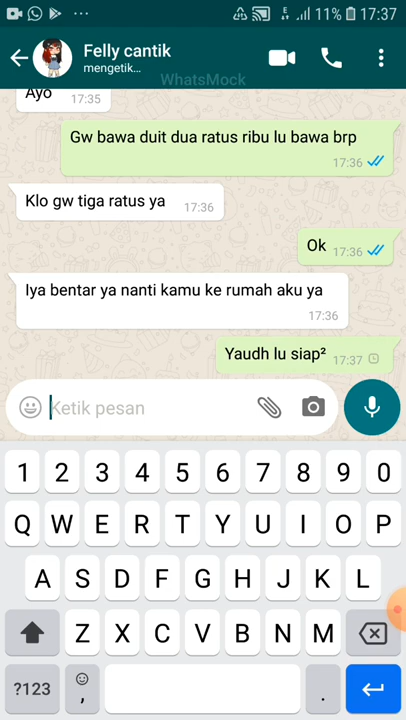 11% 17:37
Felly cantik
mengetik...
WhatsMock
Ayo 17:35
Gw bawa duit dua ratus ribu lu bawa brp
17:36
Klo gw tiga ratus ya 17:36
Ok 17:36
Iya bentar ya nanti kamu ke rumah aku ya
17:36
Yaudh lu siap² 17:37
Ketik pesan
1 2 3 4 5 6 7 8 9 0
Q W E R T Y U I O P
A S D F G H J K L
Z X C V B N M
?123 , .